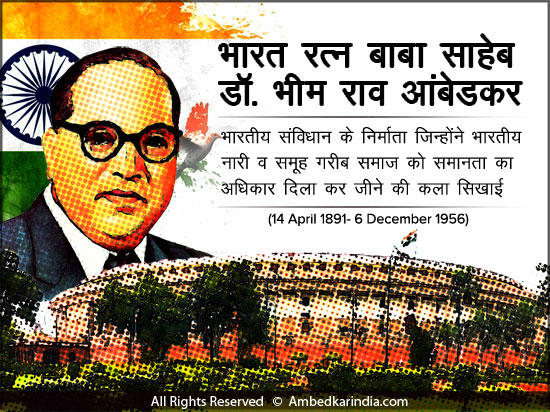 भारत रत्न बाबा साहेब
डॉ. भीम राव आंबेडकर
भारतीय संविधान के निर्माता जिन्होंने भारतीय
नारी व समूह गरीब समाज को समानता का
अधिकार दिला कर जीने की कला सिखाई
(14 April 1891- 6 December 1956)
All Rights Reserved © Ambedkarindia.com